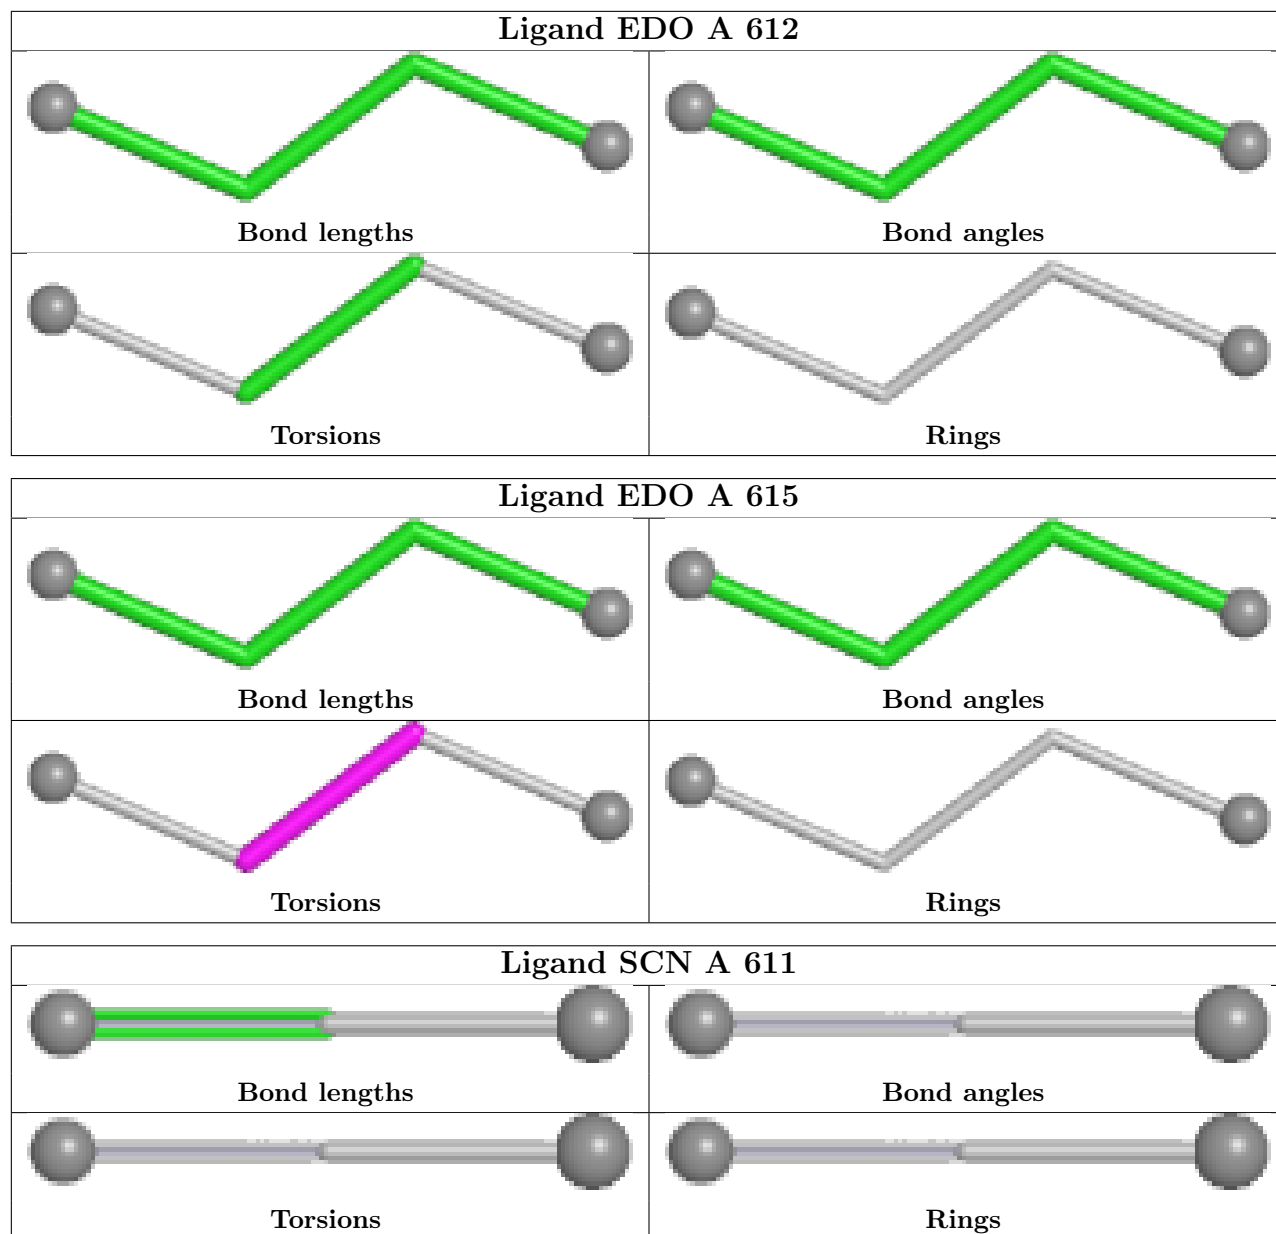 Ligand EDO A 612
Bond lengths Bond angles
Torsions Rings
Ligand EDO A 615
Bond lengths Bond angles
Torsions Rings
Ligand SCN A 611
Bond lengths Bond angles
Torsions Rings